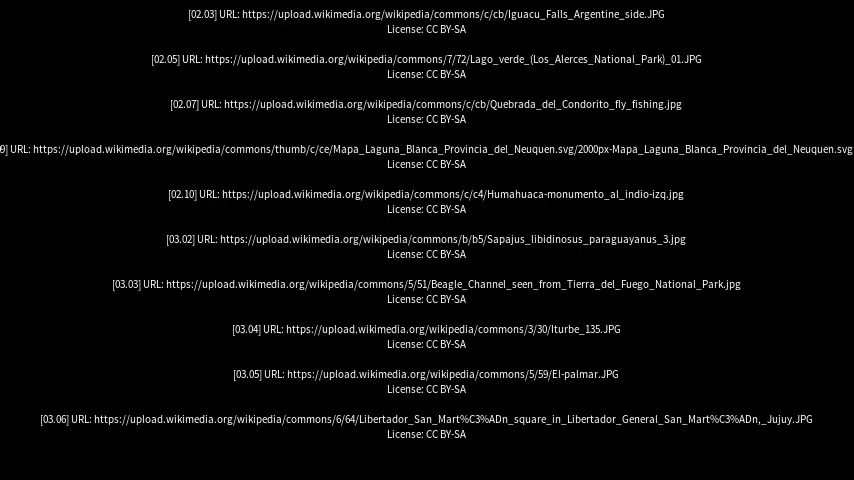 [02.03] URL: https://upload.wikimedia.org/wikipedia/commons/c/cb/Iguacu_Falls_Argentine_side.JPG
License: CC BY-SA
[02.05] URL: https://upload.wikimedia.org/wikipedia/commons/7/72/Lago_verde_(Los_Alerces_National_Park)_01.JPG
License: CC BY-SA
[02.07] URL: https://upload.wikimedia.org/wikipedia/commons/c/cb/Quebrada_del_Condorito_fly_fishing.jpg
License: CC BY-SA
9] URL: https://upload.wikimedia.org/wikipedia/commons/thumb/c/ce/Mapa_Laguna_Blanca_Provincia_del_Neuquen.svg/2000px-Mapa_Laguna_Blanca_Provincia_del_Neuquen.svg
License: CC BY-SA
[02.10] URL: https://upload.wikimedia.org/wikipedia/commons/c/c4/Humahuaca-monumento_al_indio-izq.jpg
License: CC BY-SA
[03.02] URL: https://upload.wikimedia.org/wikipedia/commons/b/b5/Sapajus_libidinosus_paraguayanus_3.jpg
License: CC BY-SA
[03.03] URL: https://upload.wikimedia.org/wikipedia/commons/5/51/Beagle_Channel_seen_from_Tierra_del_Fuego_National_Park.jpg
License: CC BY-SA
[03.04] URL: https://upload.wikimedia.org/wikipedia/commons/3/30/Iturbe_135.JPG
License: CC BY-SA
[03.05] URL: https://upload.wikimedia.org/wikipedia/commons/5/59/El-palmar.JPG
License: CC BY-SA
[03.06] URL: https://upload.wikimedia.org/wikipedia/commons/6/64/Libertador_San_Mart%C3%ADn_square_in_Libertador_General_San_Mart%C3%ADn,_Jujuy.JPG
License: CC BY-SA